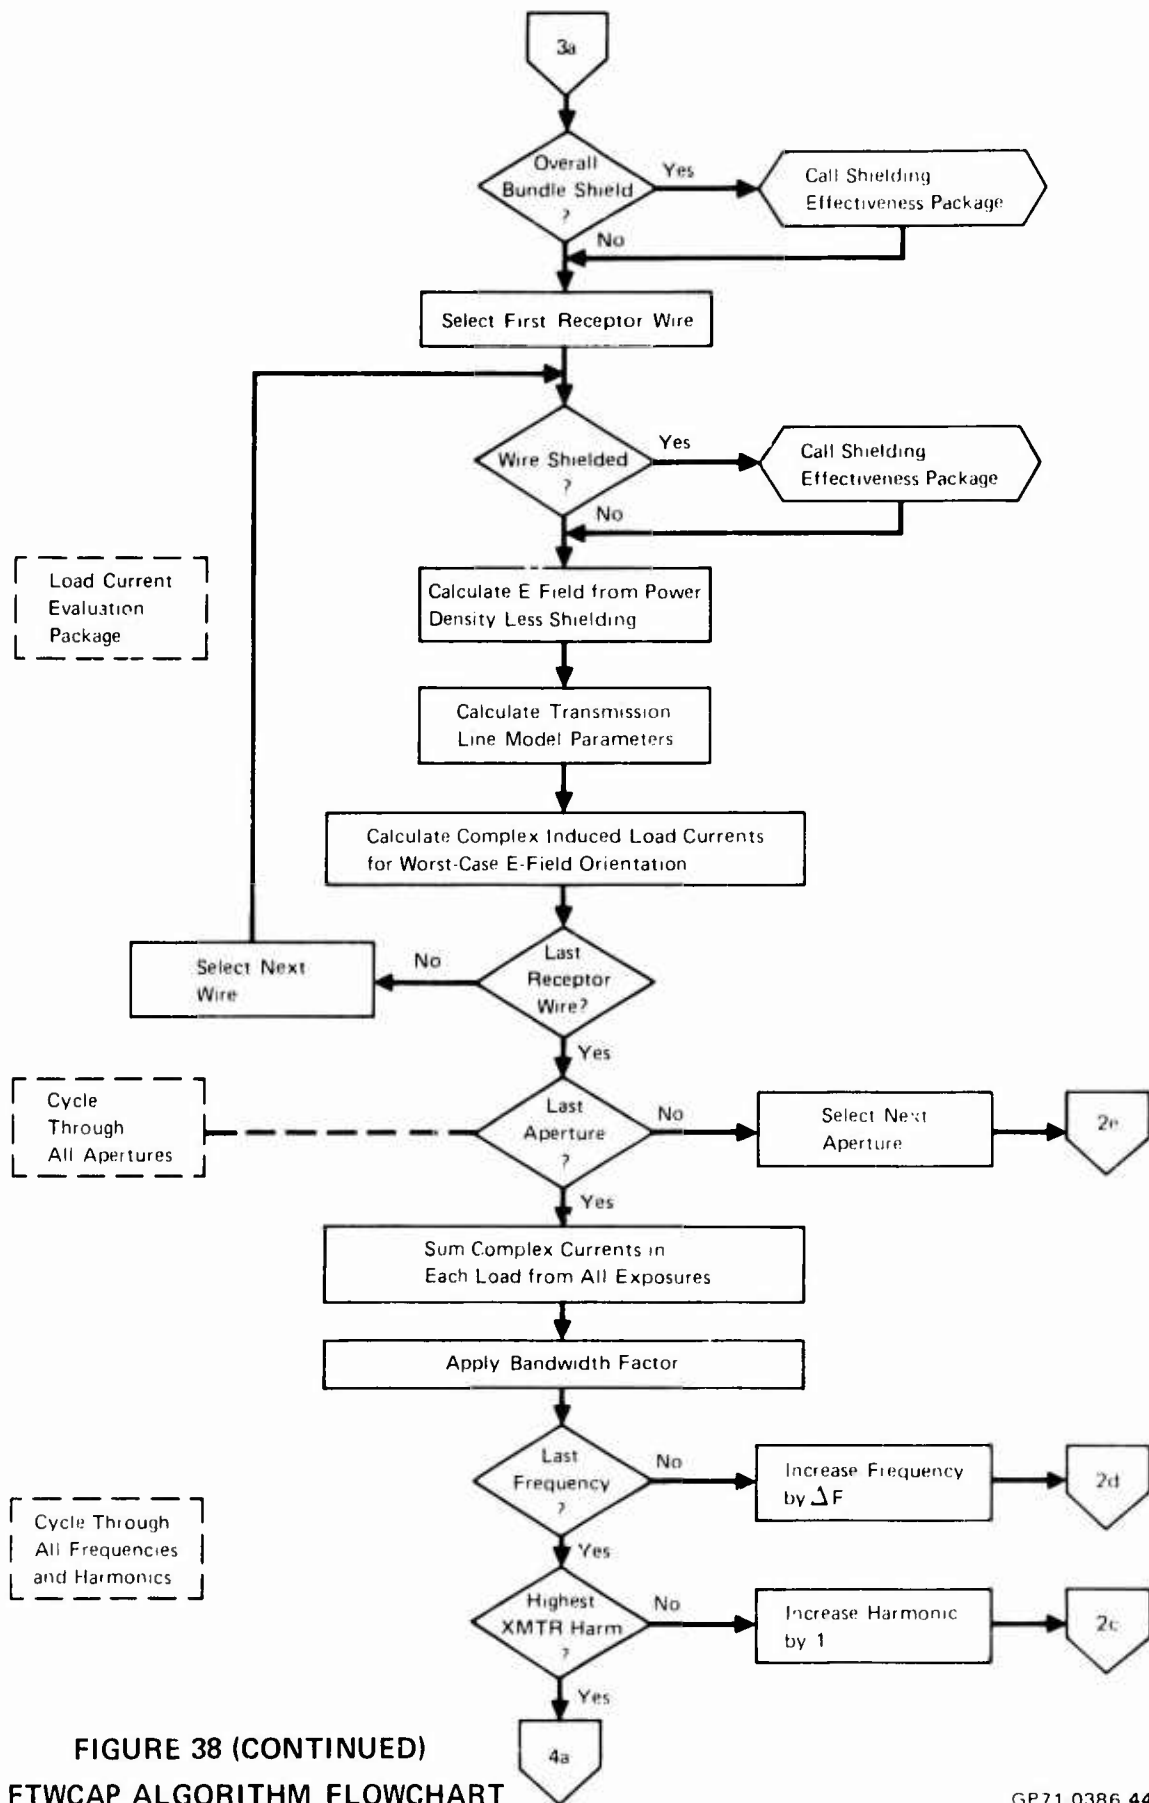 3a
Overall
Bundle Shield
?
Yes
Call Shielding
Effectiveness Package
No
Select First Receptor Wire
Wire Shielded
?
Yes
Call Shielding
Effectiveness Package
No
Load Current
Evaluation
Package
Calculate E Field from Power
Density Less Shielding
Calculate Transmission
Line Model Parameters
Calculate Complex Induced Load Currents
for Worst-Case E-Field Orientation
Select Next
Wire
No
Last
Receptor
Wire?
Yes
Cycle
Through
All Apertures
Last
Aperture
?
No
Select Next
Aperture
2e
Yes
Sum Complex Currents in
Each Load from All Exposures
Apply Bandwidth Factor
Last
Frequency
?
No
Increase Frequency
by ΔF
2d
Cycle Through
All Frequencies
and Harmonics
Yes
Highest
XMTR Harm
?
No
Increase Harmonic
by 1
2c
Yes
4a
FIGURE 38 (CONTINUED)
FTWCAP ALGORITHM FLOWCHART
GP71 0386 44